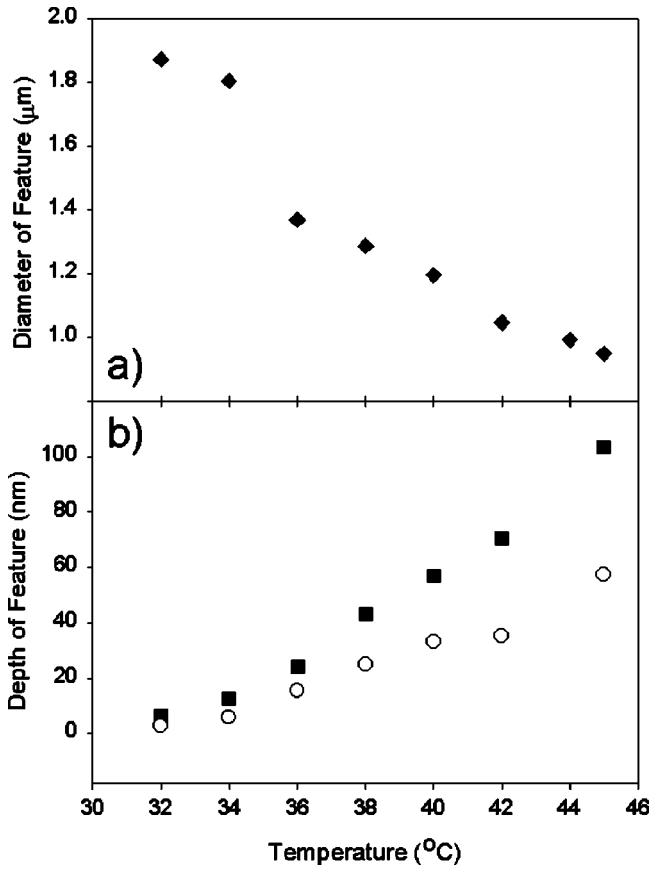 Diameter of Feature (μm)
2.0
1.8
1.6
1.4
1.2
1.0
a)
b)
Depth of Feature (nm)
100
80
60
40
20
0
30 32 34 36 38 40 42 44 46
Temperature (°C)